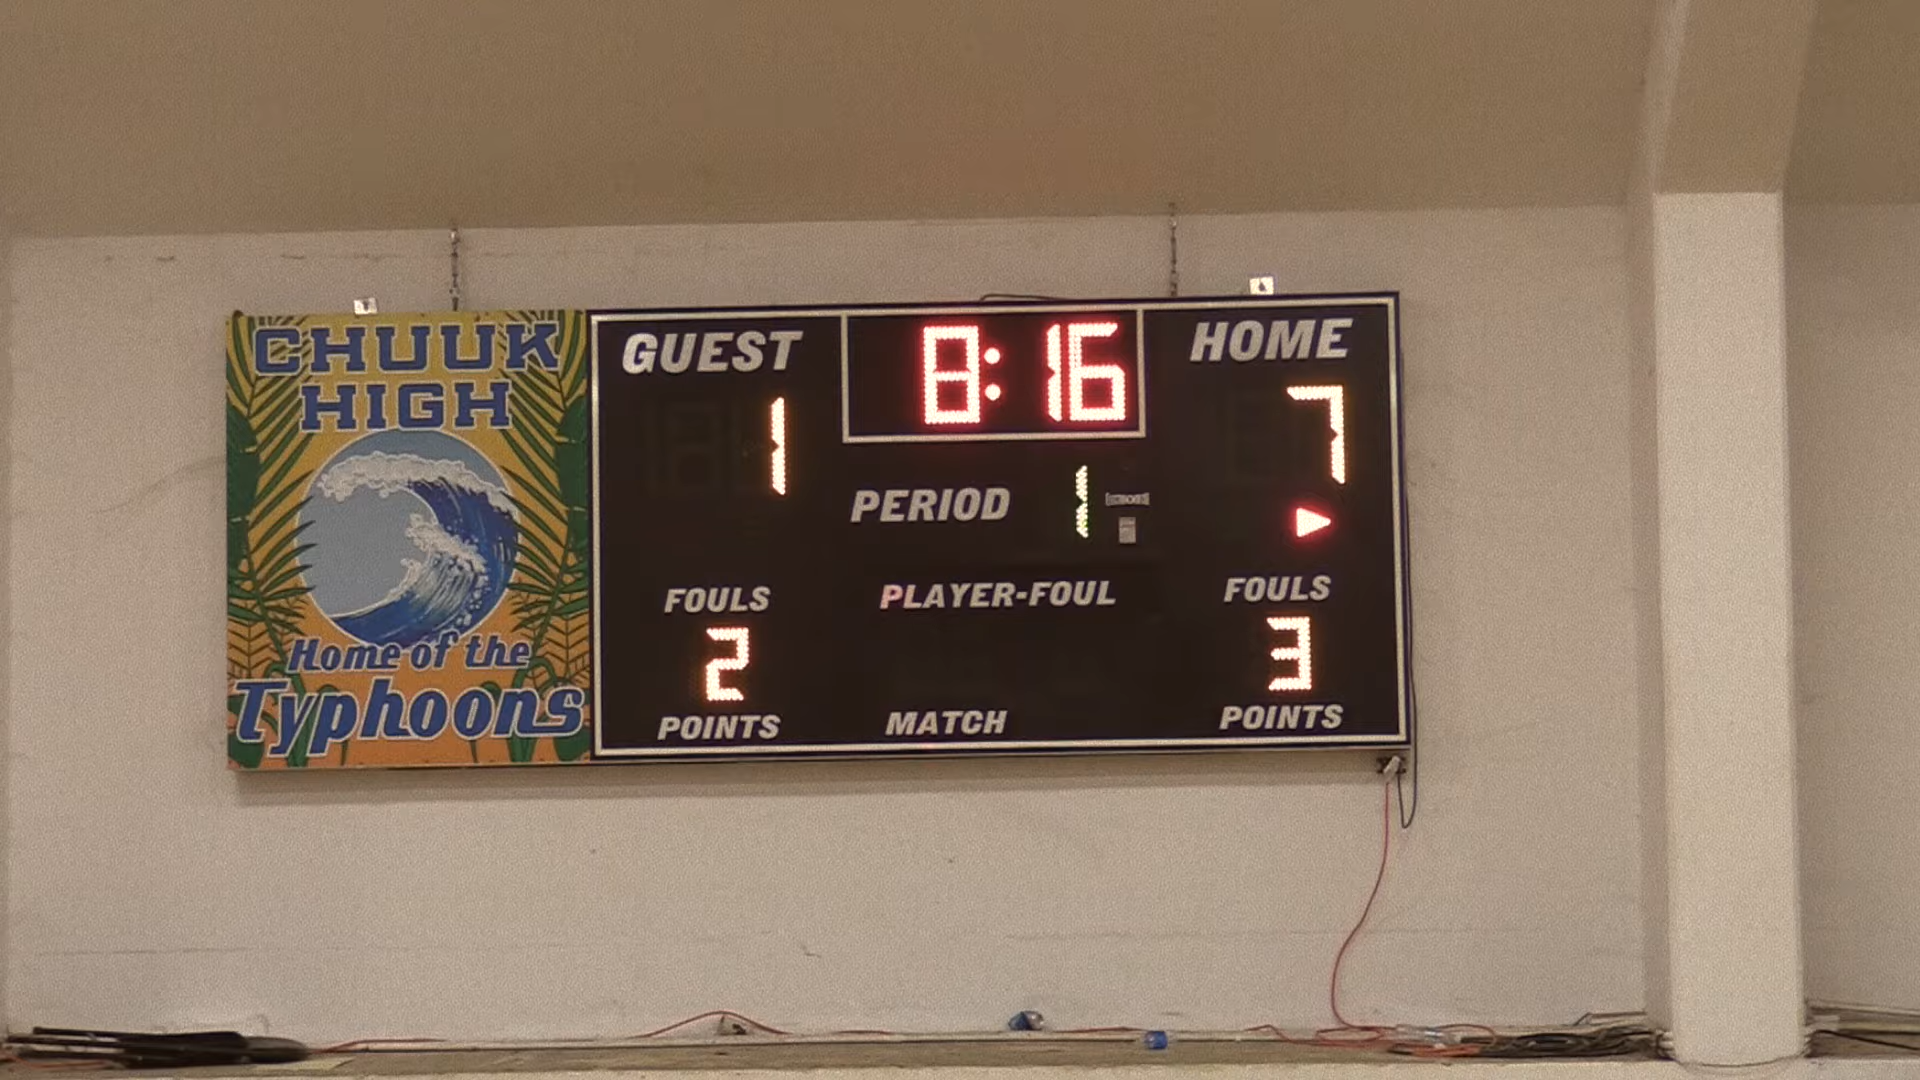 CHUUK
HIGH
Home of the
Typhoons
GUEST
8:16
HOME
1
7
PERIOD 1
FOULS
PLAYER-FOUL
FOULS
2
3
POINTS
MATCH
POINTS